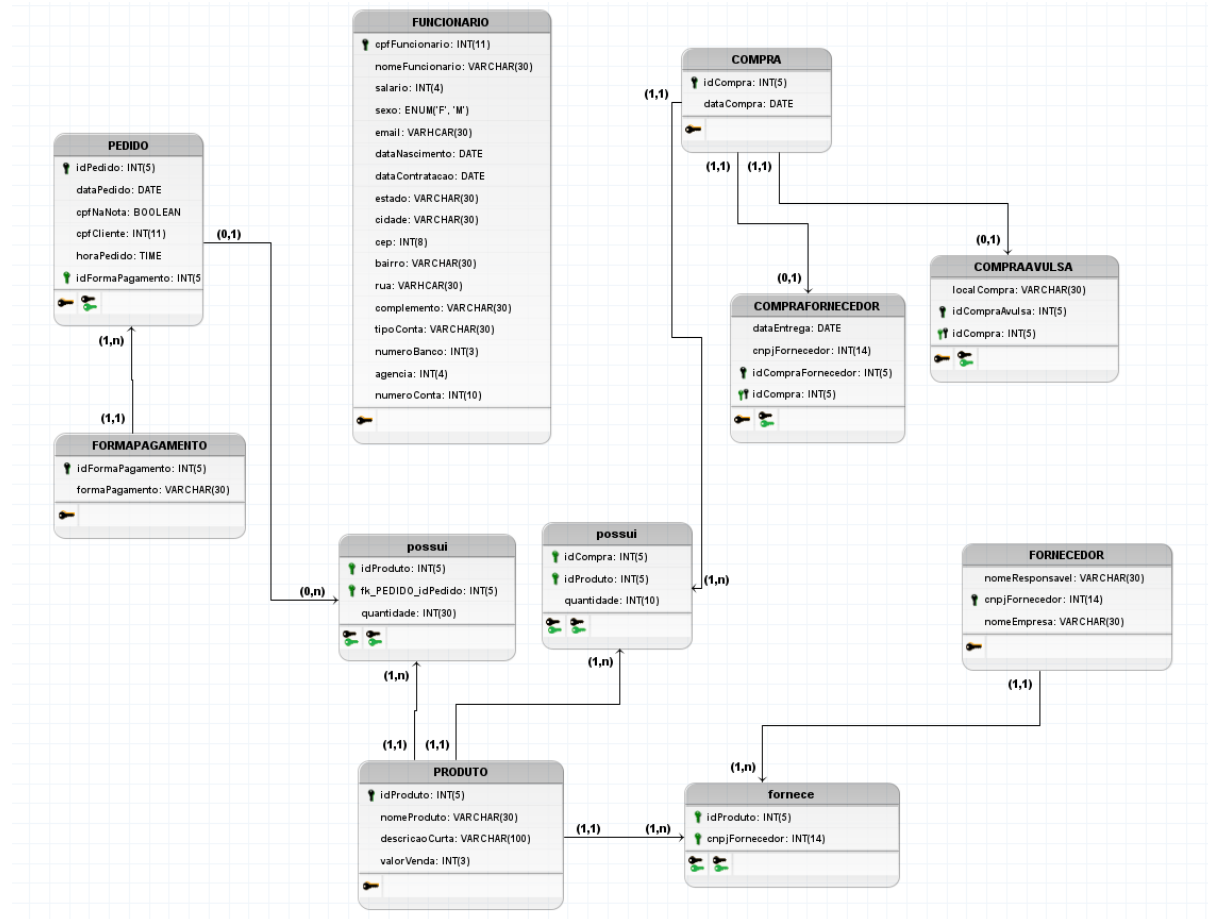 FUNCIONARIO
cpfFuncionario: INT(11)
nomeFuncionario: VARCHAR(30)
salario: INT(4)
sexo: ENUM('F', 'M')
email: VARHCAR(30)
dataNascimento: DATE
dataContratacao: DATE
estado: VARCHAR(30)
cidade: VARCHAR(30)
cep: INT(8)
bairro: VARCHAR(30)
rua: VARHCAR(30)
complemento: VARCHAR(30)
tipoConta: VARCHAR(30)
numeroBanco: INT(3)
agencia: INT(4)
numeroConta: INT(10)
COMPRA
idCompra: INT(5)
dataCompra: DATE
(1,1)
(1,1)
(1,1)
PEDIDO
idPedido: INT(5)
dataPedido: DATE
cpfNaNota: BOOLEAN
cpfCliente: INT(11)
horaPedido: TIME
idFormaPagamento: INT(5
(0,1)
(1,n)
(1,1)
(0,1)
COMPRAAVULSA
localCompra: VARCHAR(30)
idCompraAvulsa: INT(5)
idCompra: INT(5)
(0,1)
COMPRAFORNECEDOR
dataEntrega: DATE
cnpjFornecedor: INT(14)
idCompraFornecedor: INT(5)
idCompra: INT(5)
FORMAPAGAMENTO
idFormaPagamento: INT(5)
formaPagamento: VARCHAR(30)
possui
idProduto: INT(5)
fk_PEDIDO_idPedido: INT(5)
quantidade: INT(30)
(0,n)
(1,n)
possui
idCompra: INT(5)
idProduto: INT(5)
quantidade: INT(10)
(1,n)
(1,n)
FORNECEDOR
nomeResponsavel: VARCHAR(30)
cnpjFornecedor: INT(14)
nomeEmpresa: VARCHAR(30)
(1,1)
(1,1)
(1,1)
PRODUTO
idProduto: INT(5)
nomeProduto: VARCHAR(30)
descricaoCurta: VARCHAR(100)
valorVenda: INT(3)
(1,1)
(1,n)
(1,n)
fornece
idProduto: INT(5)
cnpjFornecedor: INT(14)